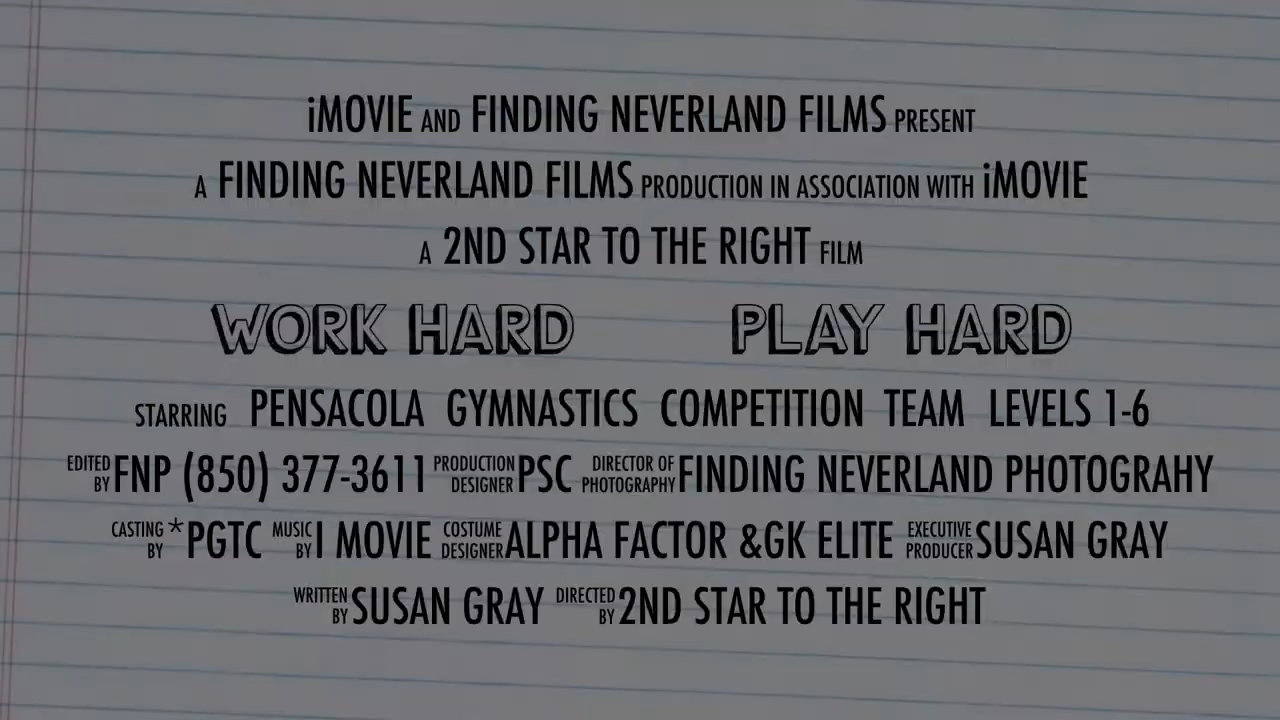 iMOVIE AND FINDING NEVERLAND FILMS PRESENT
A FINDING NEVERLAND FILMS PRODUCTION IN ASSOCIATION WITH iMOVIE
A 2ND STAR TO THE RIGHT FILM
WORK HARD PLAY HARD
STARRING PENSACOLA GYMNASTICS COMPETITION TEAM LEVELS 1-6
EDITED BY FNP (850) 377-3611 PRODUCTION DESIGNER PSC DIRECTOR OF PHOTOGRAPHY FINDING NEVERLAND PHOTOGRAHY
CASTING BY *PGTC MUSIC BY I MOVIE COSTUME DESIGNER ALPHA FACTOR &GK ELITE EXECUTIVE PRODUCER SUSAN GRAY
WRITTEN BY SUSAN GRAY DIRECTED BY 2ND STAR TO THE RIGHT